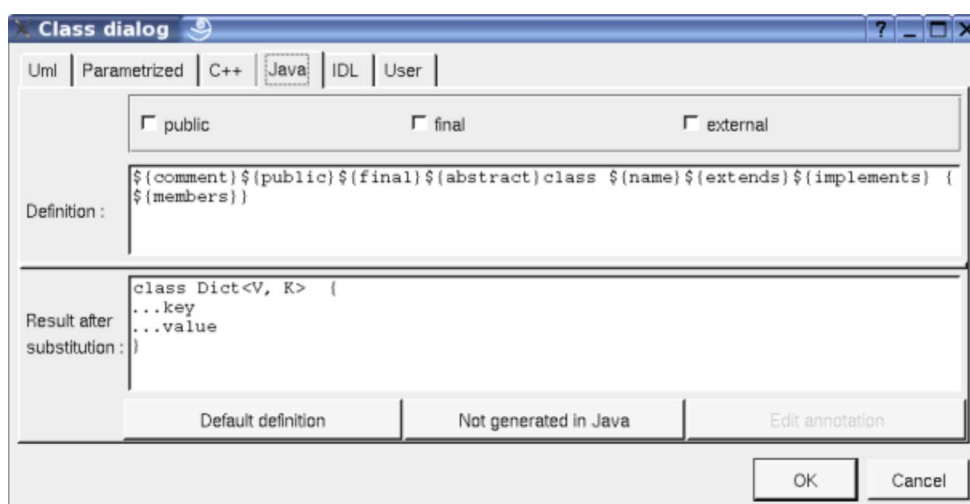 Class dialog
?
Uml Parametrized C++ Java IDL User
public final external
Definition :
${comment}${public}${final}${abstract}class ${name}${extends}${implements} {
${members}}
Result after
substitution :
class Dict<V, K>  {
...key
...value
}
Default definition Not generated in Java Edit annotation
OK Cancel